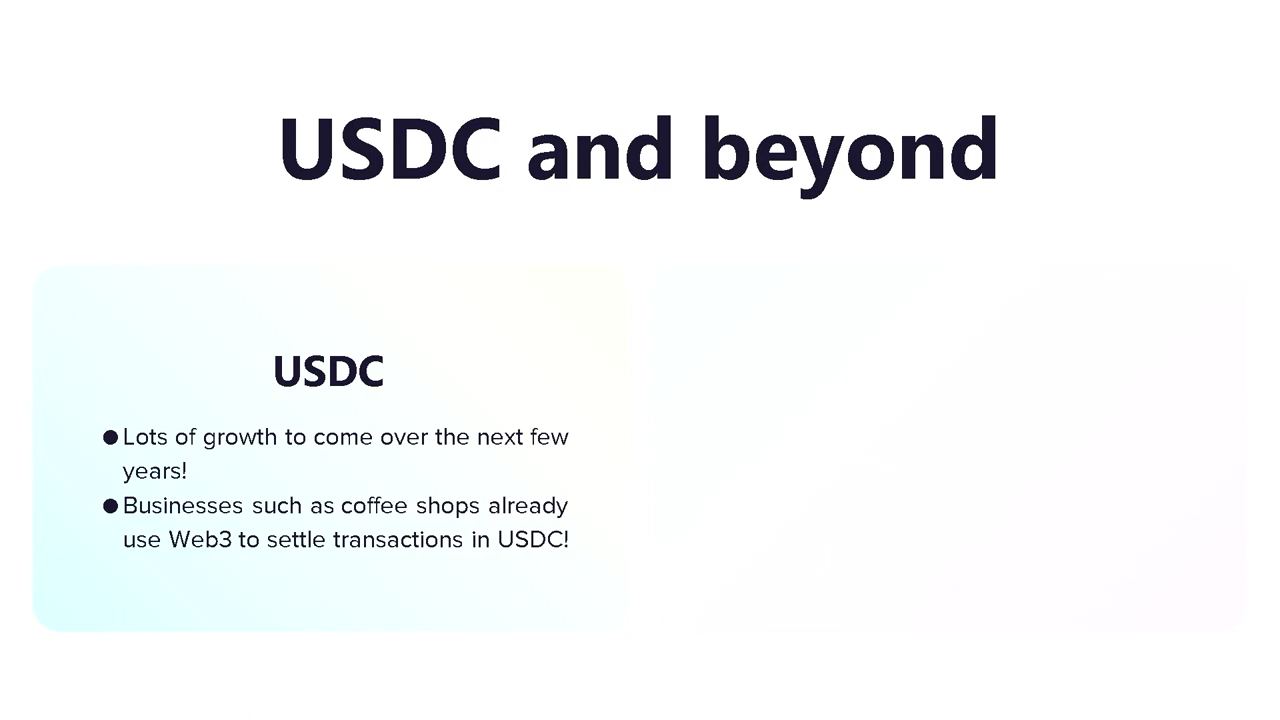 USDC and beyond
USDC
● Lots of growth to come over the next few
years!
● Businesses such as coffee shops already
use Web3 to settle transactions in USDC!